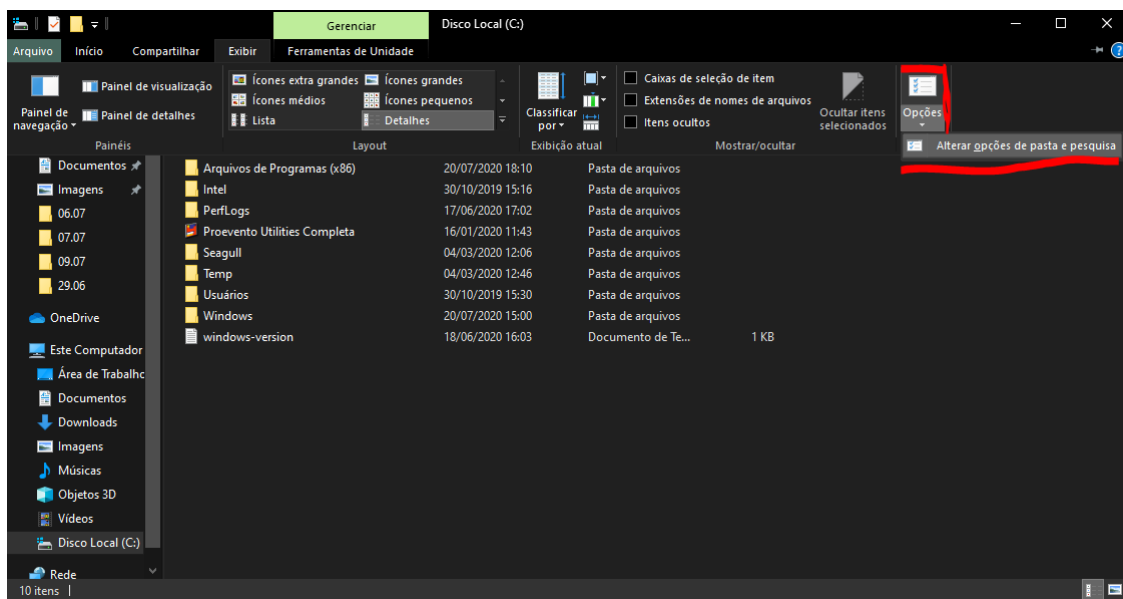 Gerenciar
Disco Local (C:)
Arquivo Início Compartilhar Exibir Ferramentas de Unidade
Painel de navegação
Painel de visualização
Painel de detalhes
Painéis
Ícones extra grandes Ícones grandes
Ícones médios Ícones pequenos
Lista Detalhes
Layout
Classificar por
Exibição atual
Caixas de seleção de item
Extensões de nomes de arquivos
Itens ocultos
Ocultar itens selecionados
Mostrar/ocultar
Opções
Alterar opções de pasta e pesquisa
Documentos
Imagens
06.07
07.07
09.07
29.06
OneDrive
Este Computador
Área de Trabalho
Documentos
Downloads
Imagens
Músicas
Objetos 3D
Vídeos
Disco Local (C:)
Rede
Arquivos de Programas (x86) 20/07/2020 18:10 Pasta de arquivos
Intel 30/10/2019 15:16 Pasta de arquivos
PerfLogs 17/06/2020 17:02 Pasta de arquivos
Proevento Utilities Completa 16/01/2020 11:43 Pasta de arquivos
Seagull 04/03/2020 12:06 Pasta de arquivos
Temp 04/03/2020 12:46 Pasta de arquivos
Usuários 30/10/2019 15:30 Pasta de arquivos
Windows 20/07/2020 15:00 Pasta de arquivos
windows-version 18/06/2020 16:03 Documento de Te... 1 KB
10 itens